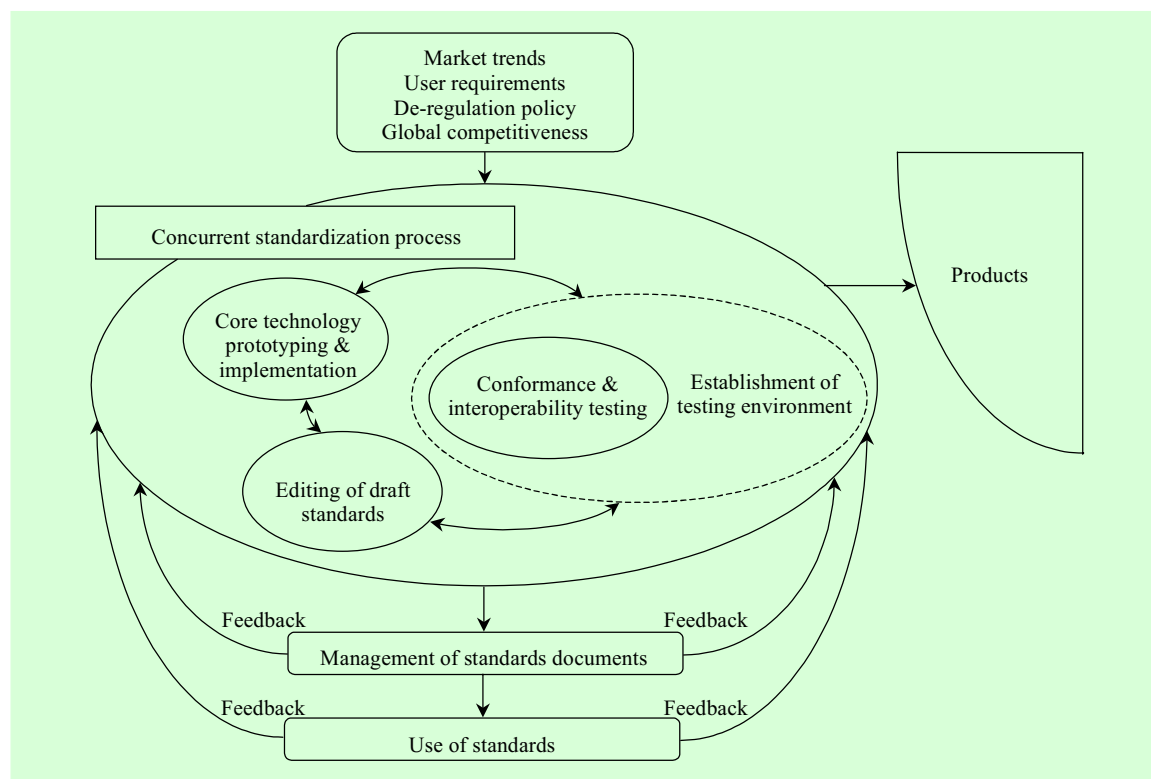 Market trends
User requirements
De-regulation policy
Global competitiveness
Concurrent standardization process
Products
Core technology
prototyping &
implementation
Conformance &
interoperability testing
Establishment of
testing environment
Editing of draft
standards
Feedback
Feedback
Management of standards documents
Feedback
Feedback
Use of standards